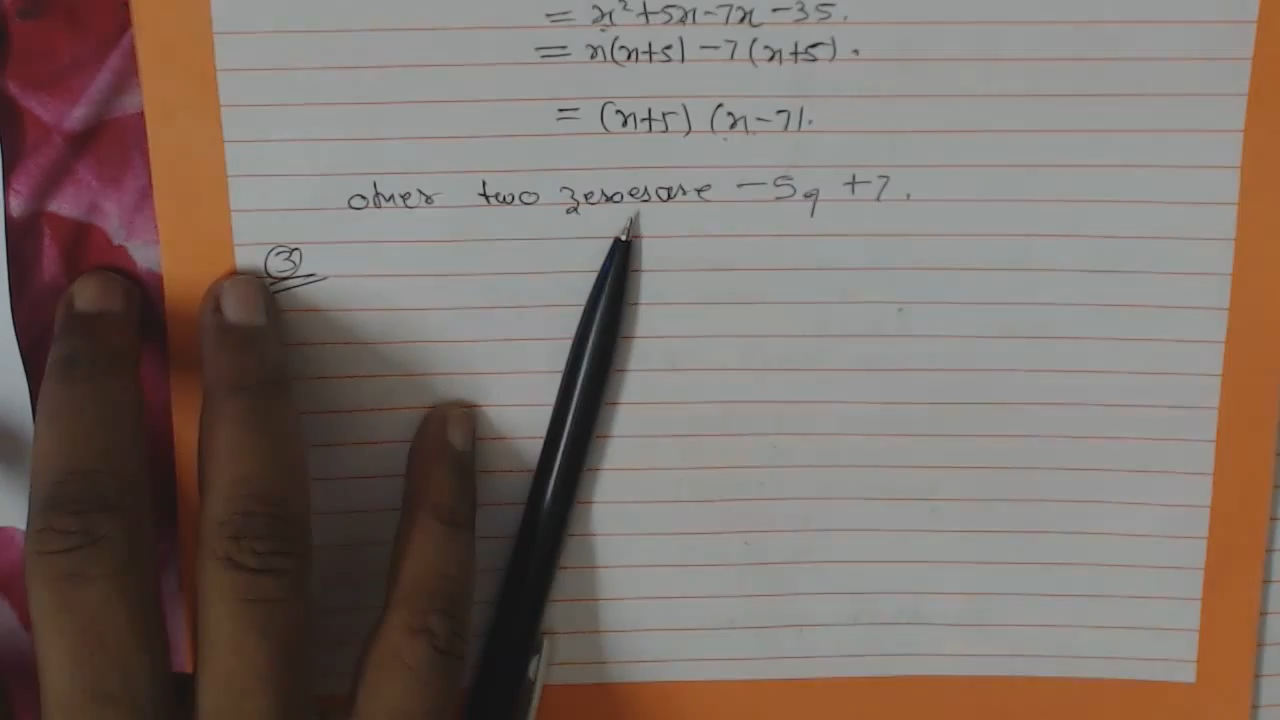 = x²+5x-7x-35.
= x(x+5) -7(x+5).
= (x+5) (x-7).
other two zeroes are -5, +7.
③